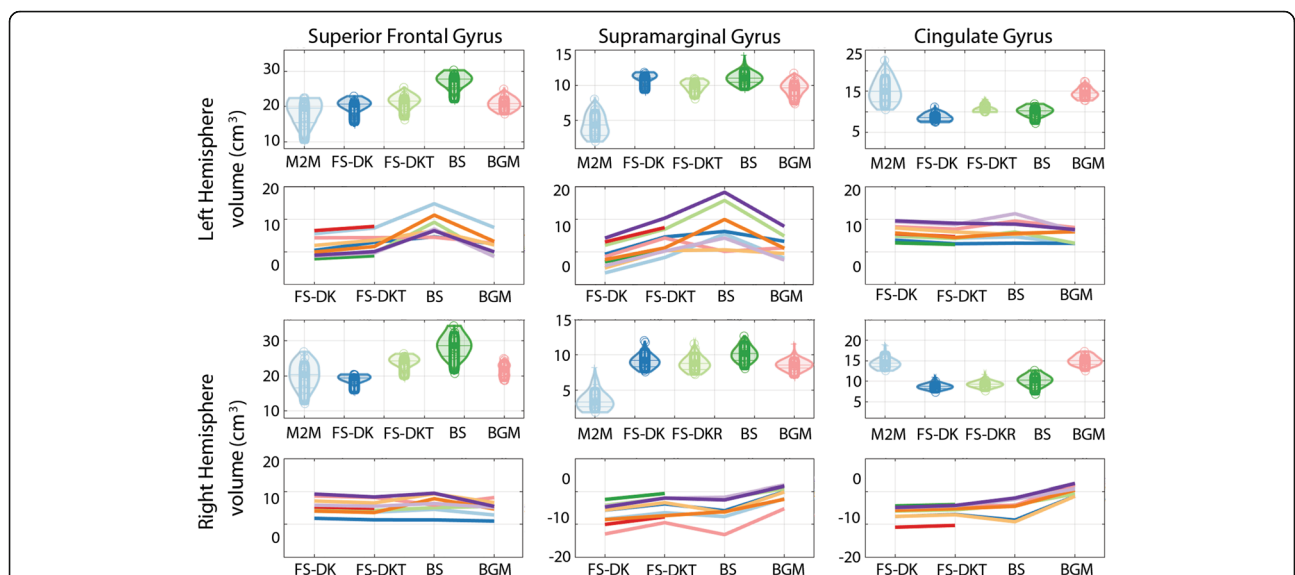 Superior Frontal Gyrus Supramarginal Gyrus Cingulate Gyrus
Left Hemisphere
volume (cm³)
30
20
10
M2M FS-DK FS-DKT BS BGM
15
10
5
M2M FS-DK FS-DKT BS BGM
25
15
5
M2M FS-DK FS-DKT BS BGM
20
10
0
FS-DK FS-DKT BS BGM
20
10
0
FS-DK FS-DKT BS BGM
20
10
0
FS-DK FS-DKT BS BGM
Right Hemisphere
volume (cm³)
30
20
10
M2M FS-DK FS-DKT BS BGM
15
10
5
M2M FS-DK FS-DKR BS BGM
20
15
10
5
M2M FS-DK FS-DKR BS BGM
20
10
0
FS-DK FS-DKT BS BGM
0
-10
-20
FS-DK FS-DKT BS BGM
0
-10
-20
FS-DK FS-DKT BS BGM